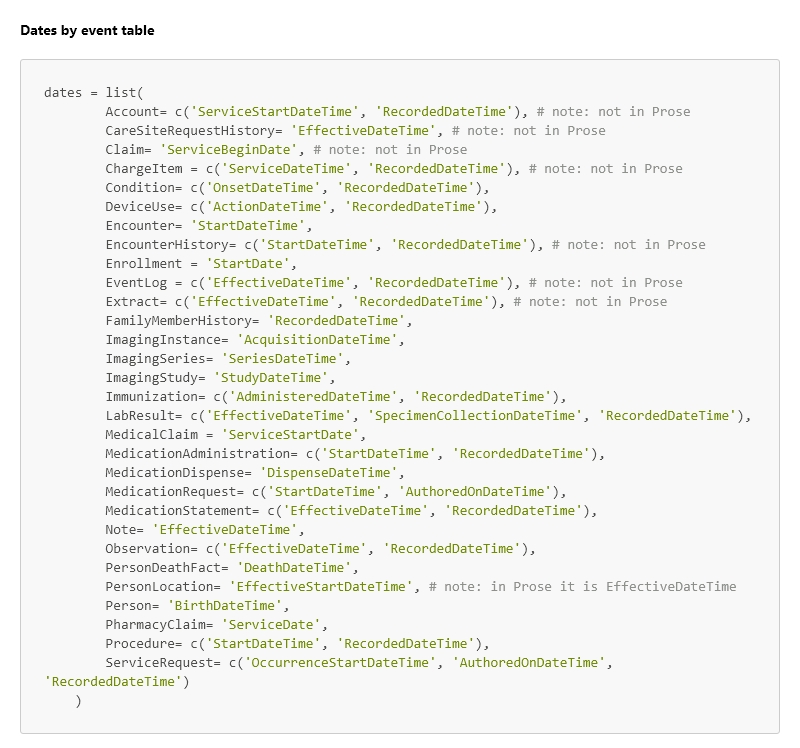 Dates by event table
dates = list(
Account= c('ServiceStartDateTime', 'RecordedDateTime'), # note: not in Prose
CareSiteRequestHistory= 'EffectiveDateTime', # note: not in Prose
Claim= 'ServiceBeginDate', # note: not in Prose
ChargeItem = c('ServiceDateTime', 'RecordedDateTime'), # note: not in Prose
Condition= c('OnsetDateTime', 'RecordedDateTime'),
DeviceUse= c('ActionDateTime', 'RecordedDateTime'),
Encounter= 'StartDateTime',
EncounterHistory= c('StartDateTime', 'RecordedDateTime'), # note: not in Prose
Enrollment = 'StartDate',
EventLog = c('EffectiveDateTime', 'RecordedDateTime'), # note: not in Prose
Extract= c('EffectiveDateTime', 'RecordedDateTime'), # note: not in Prose
FamilyMemberHistory= 'RecordedDateTime',
ImagingInstance= 'AcquisitionDateTime',
ImagingSeries= 'SeriesDateTime',
ImagingStudy= 'StudyDateTime',
Immunization= c('AdministeredDateTime', 'RecordedDateTime'),
LabResult= c('EffectiveDateTime', 'SpecimenCollectionDateTime', 'RecordedDateTime'),
MedicalClaim = 'ServiceStartDate',
MedicationAdministration= c('StartDateTime', 'RecordedDateTime'),
MedicationDispense= 'DispenseDateTime',
MedicationRequest= c('StartDateTime', 'AuthoredOnDateTime'),
MedicationStatement= c('EffectiveDateTime', 'RecordedDateTime'),
Note= 'EffectiveDateTime',
Observation= c('EffectiveDateTime', 'RecordedDateTime'),
PersonDeathFact= 'DeathDateTime',
PersonLocation= 'EffectiveStartDateTime', # note: in Prose it is EffectiveDateTime
Person= 'BirthDateTime',
PharmacyClaim= 'ServiceDate',
Procedure= c('StartDateTime', 'RecordedDateTime'),
ServiceRequest= c('OccurrenceStartDateTime', 'AuthoredOnDateTime',
'RecordedDateTime')
)